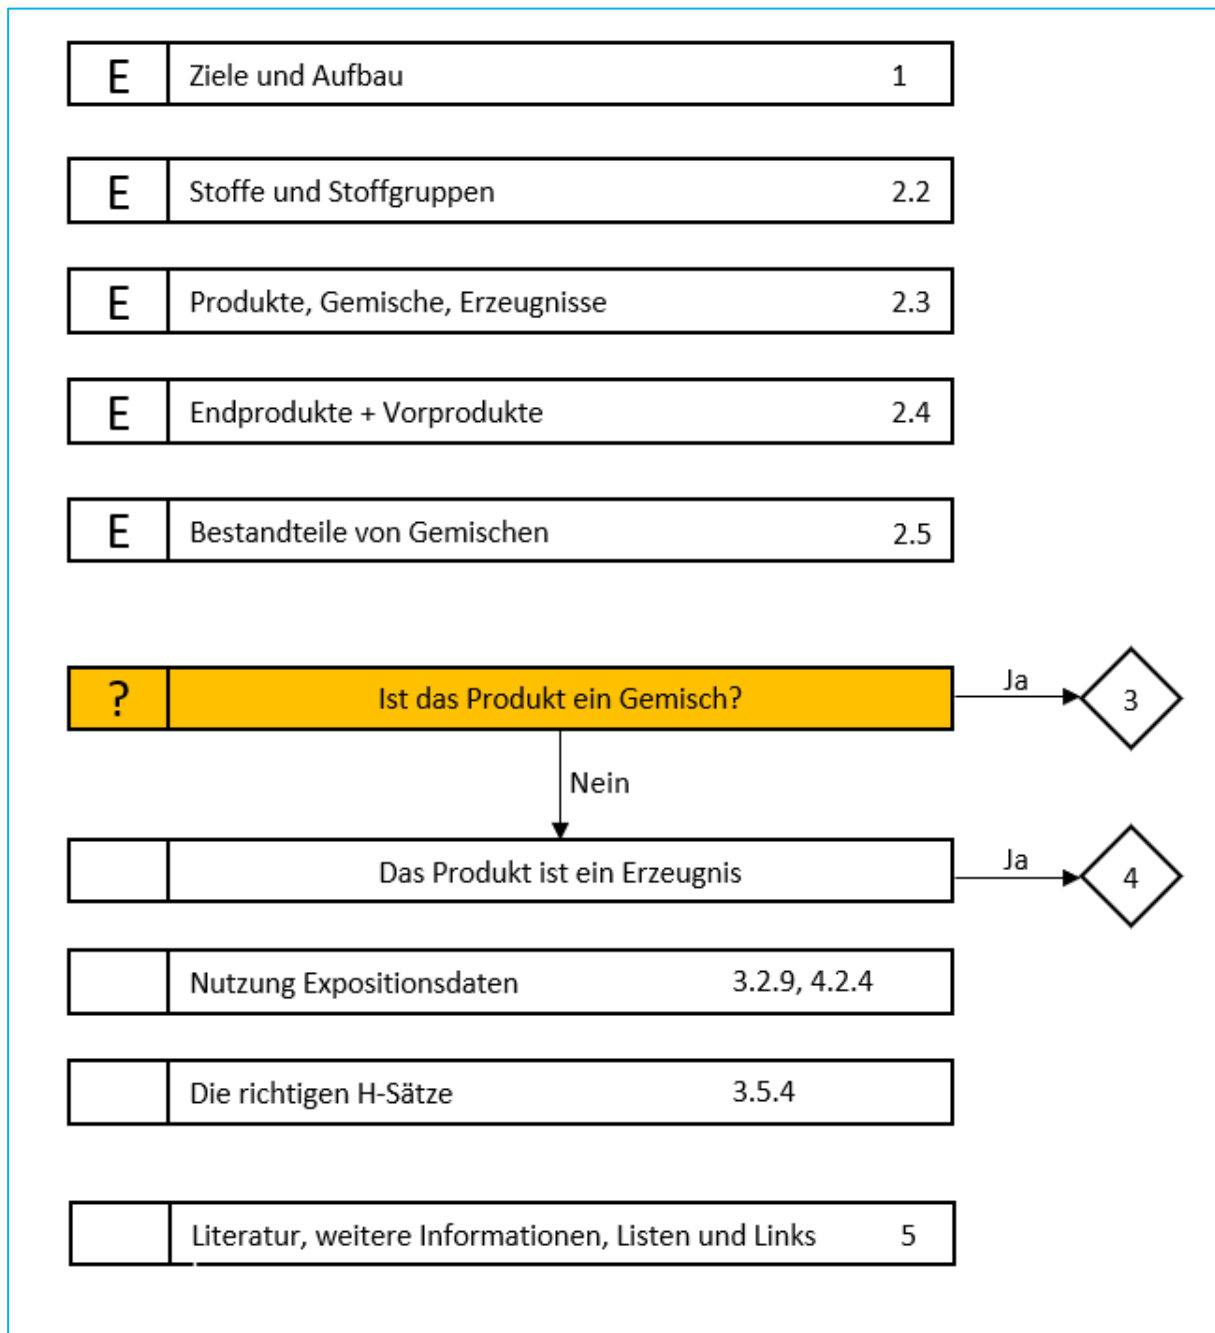 E Ziele und Aufbau 1
E Stoffe und Stoffgruppen 2.2
E Produkte, Gemische, Erzeugnisse 2.3
E Endprodukte + Vorprodukte 2.4
E Bestandteile von Gemischen 2.5
? Ist das Produkt ein Gemisch? Ja 3
Nein
Das Produkt ist ein Erzeugnis Ja 4
Nutzung Expositionsdaten 3.2.9, 4.2.4
Die richtigen H-Sätze 3.5.4
Literatur, weitere Informationen, Listen und Links 5